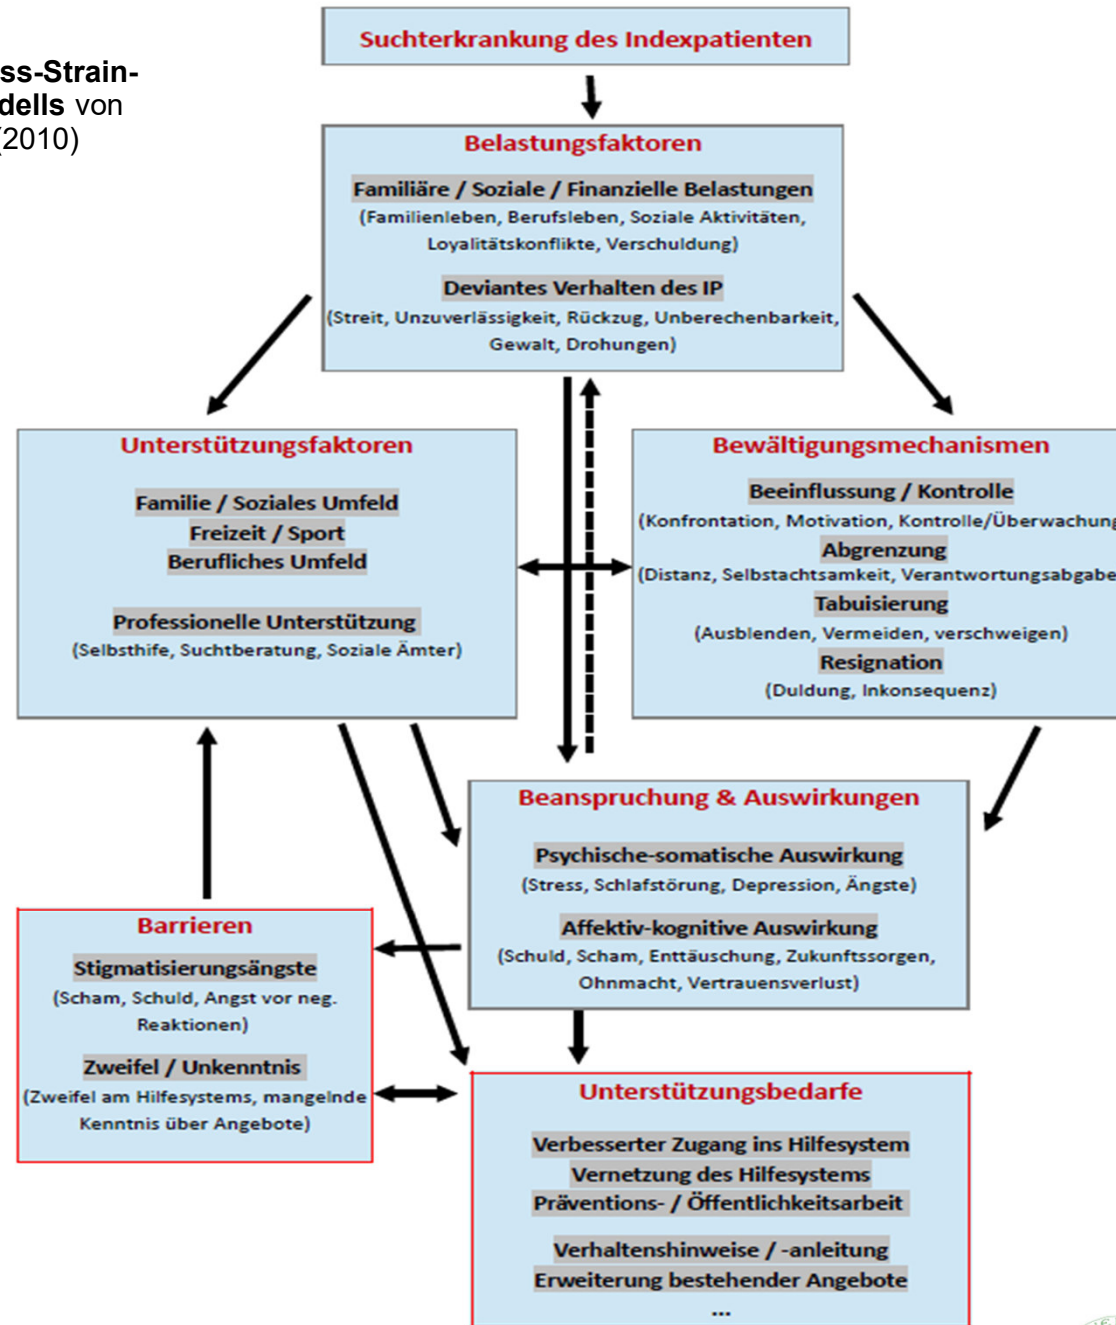 ss-Strain-
dells von
(2010)
Suchterkrankung des Indexpatienten
Belastungsfaktoren
Familiäre / Soziale / Finanzielle Belastungen
(Familienleben, Berufsleben, Soziale Aktivitäten,
Loyalitätskonflikte, Verschuldung)
Deviantes Verhalten des IP
(Streit, Unzuverlässigkeit, Rückzug, Unberechenbarkeit,
Gewalt, Drohungen)
Unterstützungsfaktoren
Familie / Soziales Umfeld
Freizeit / Sport
Berufliches Umfeld
Professionelle Unterstützung
(Selbsthife, Suchtberatung, Soziale Ämter)
Bewältigungsmechanismen
Beeinflussung / Kontrolle
(Konfrontation, Motivation, Kontrolle/Überwachung
Abgrenzung
(Distanz, Selbstachtsamkeit, Verantwortungsabgabe
Tabuisierung
(Ausblenden, Vermeiden, verschweigen)
Resignation
(Duldung, Inkonsequenz)
Beanspruchung & Auswirkungen
Psychische-somatische Auswirkung
(Stress, Schlafstörung, Depression, Ängste)
Affektiv-kognitive Auswirkung
(Schuld, Scham, Enttäuschung, Zukunftssorgen,
Ohnmacht, Vertrauensverlust)
Barrieren
Stigmatisierungsängste
(Scham, Schuld, Angst vor neg.
Reaktionen)
Zweifel / Unkenntnis
(Zweifel am Hilfesystems, mangelnde
Kenntnis über Angebote)
Unterstützungsbedarfe
Verbesserter Zugang ins Hilfesystem
Vernetzung des Hilfesystems
Präventions- / Öffentlichkeitsarbeit
Verhaltenshinweise / -anleitung
Erweiterung bestehender Angebote
...